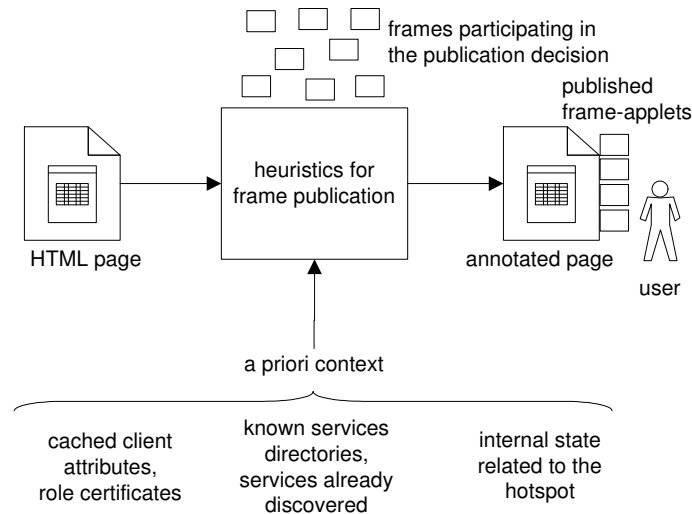 frames participating in
the publication decision
published
frame-applets
heuristics for
frame publication
HTML page
annotated page
user
a priori context
cached client
attributes,
role certificates
known services
directories,
services already
discovered
internal state
related to the
hotspot